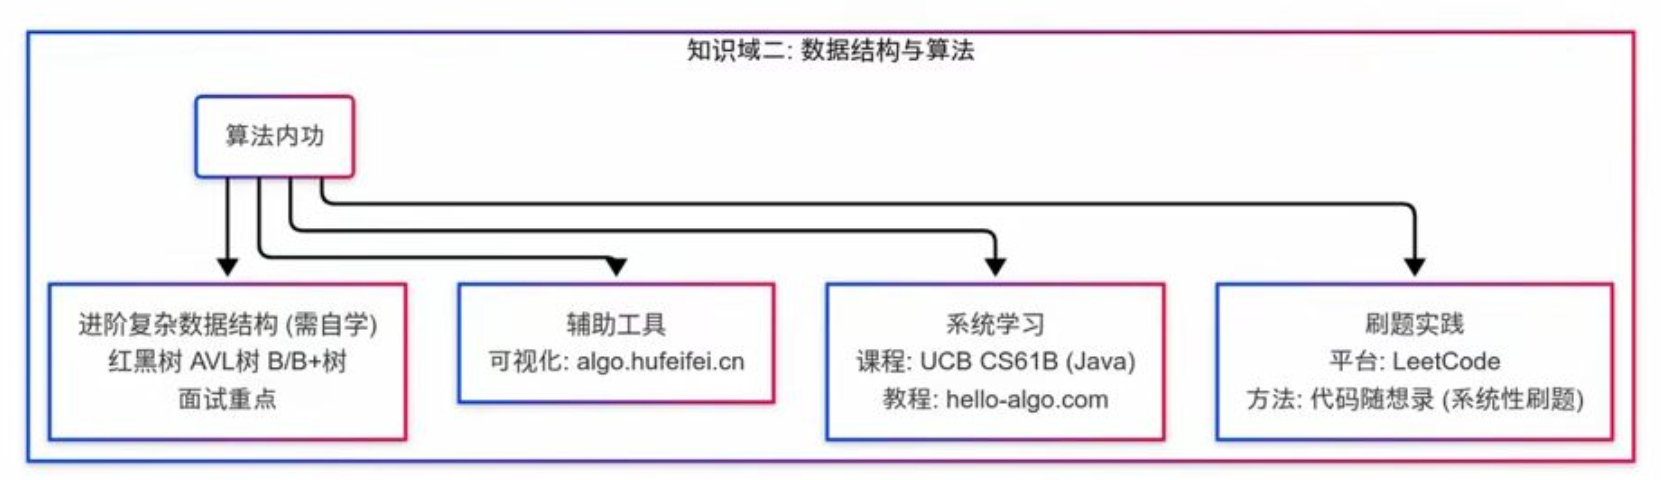 知识域二: 数据结构与算法
算法内功
进阶复杂数据结构 (需自学)
红黑树 AVL树 B/B+树
面试重点
辅助工具
可视化: algo.hufeifei.cn
系统学习
课程: UCB CS61B (Java)
教程: hello-algo.com
刷题实践
平台: LeetCode
方法: 代码随想录 (系统性刷题)